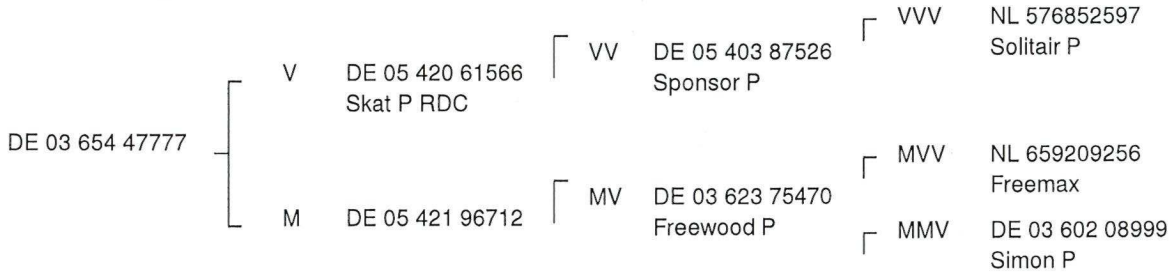 VVV NL 576852597
Solitair P
VV DE 05 403 87526
Sponsor P
V DE 05 420 61566
Skat P RDC
DE 03 654 47777
MVV NL 659209256
Freemax
MV DE 03 623 75470
Freewood P
M DE 05 421 96712
MMV DE 03 602 08999
Simon P